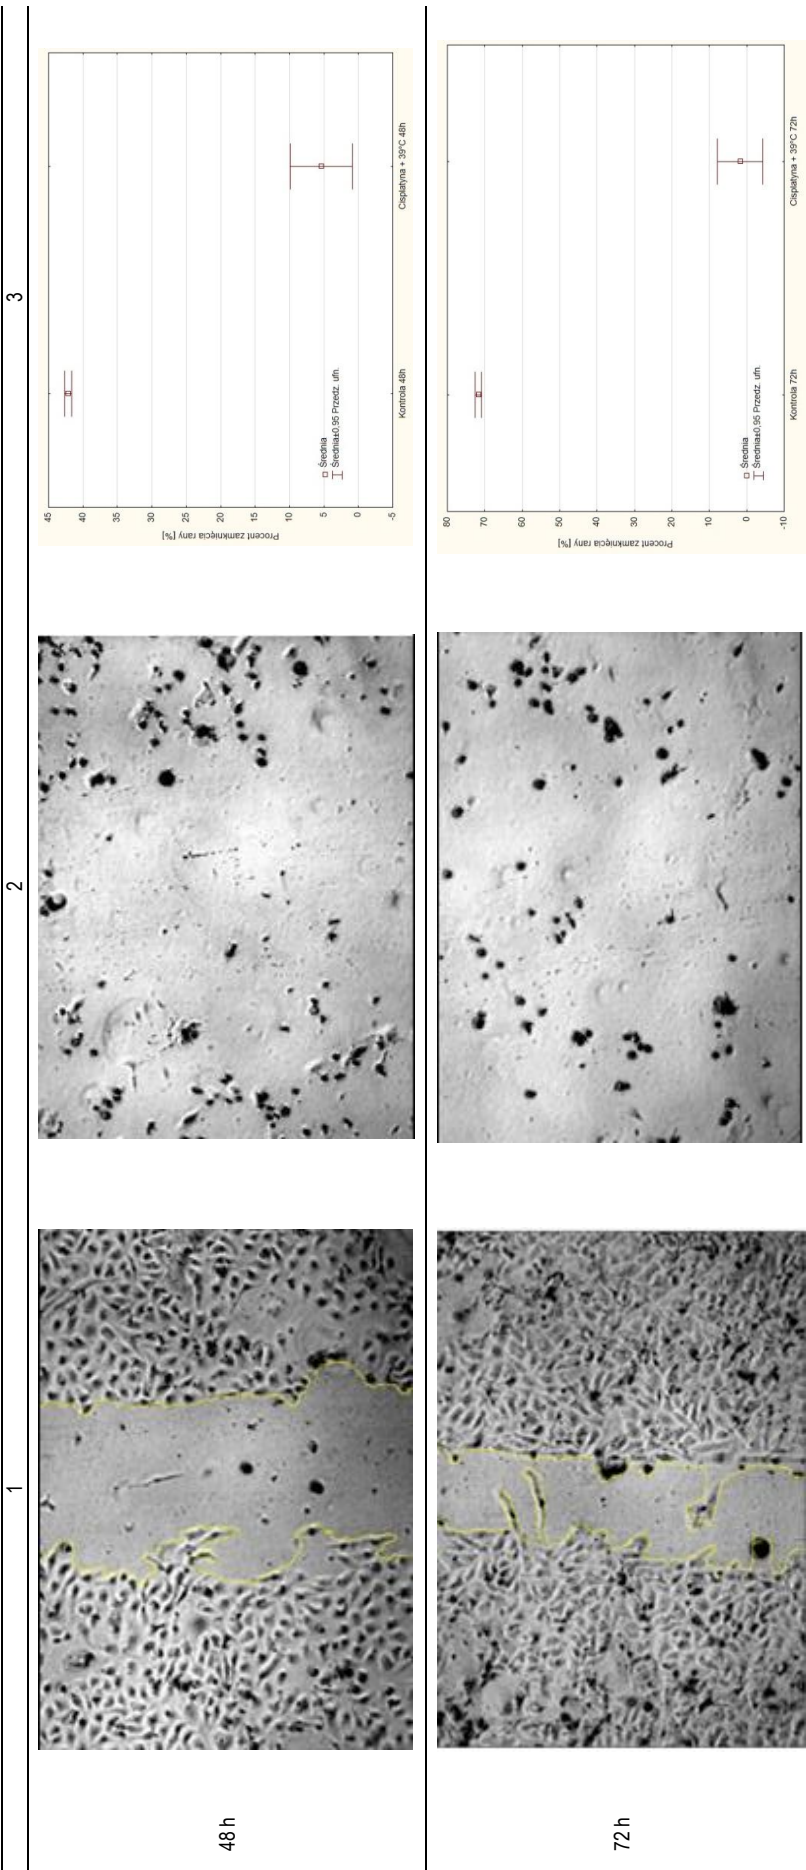 1
2
3
48 h
45
40
35
30
25
20
15
10
5
0
-5
Procent zamknięcia rany [%]
Średnia
Średnia±0,95 Przedz. ufn.
Kontrola 48h
Cisplatyna + 39°C 48h
72 h
80
70
60
50
40
30
20
10
0
-10
Procent zamknięcia rany [%]
Średnia
Średnia±0,95 Przedz. ufn.
Kontrola 72h
Cisplatyna + 39°C 72h